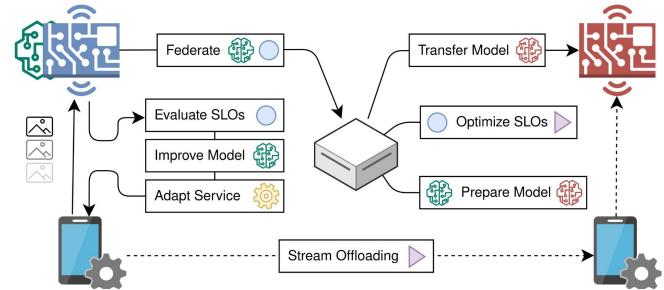 Federate
Transfer Model
Evaluate SLOs
Optimize SLOs
Improve Model
Adapt Service
Prepare Model
Stream Offloading